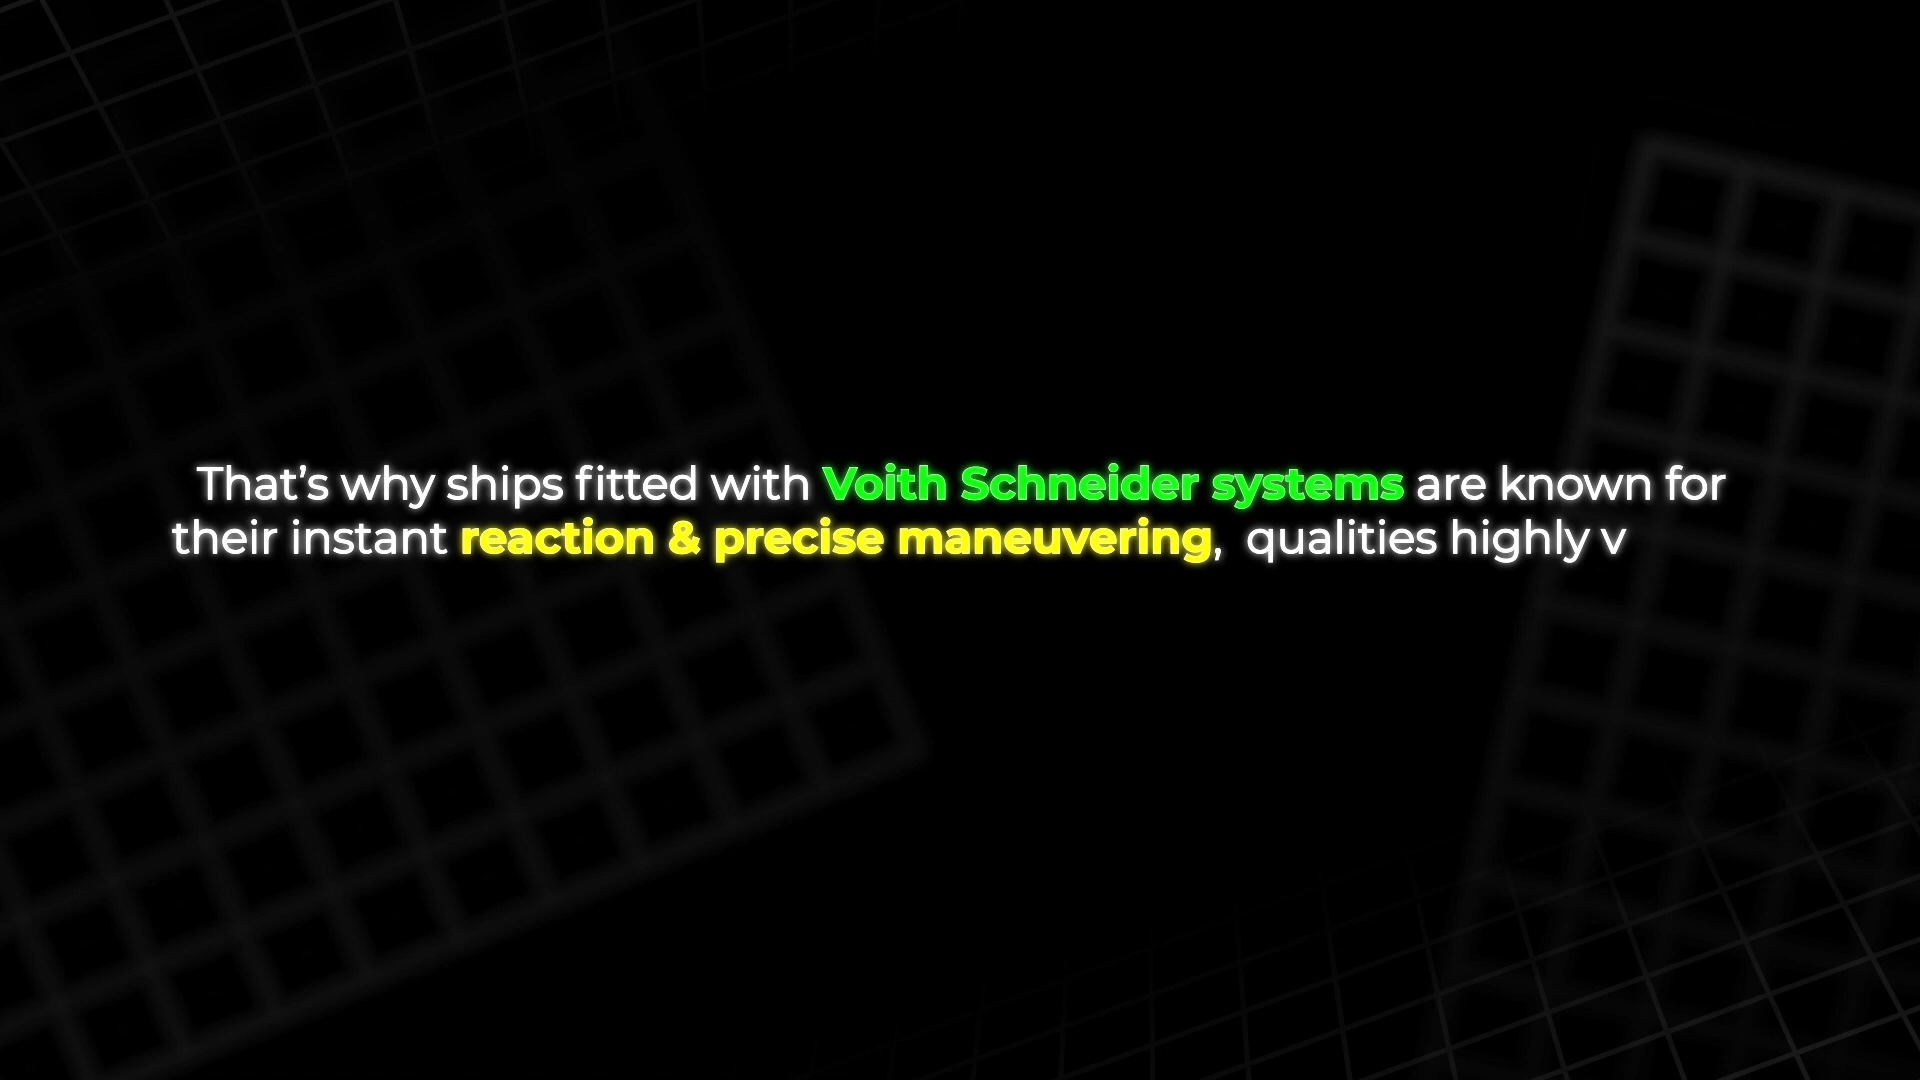 That’s why ships fitted with Voith Schneider systems are known for
their instant reaction & precise maneuvering,  qualities highly v